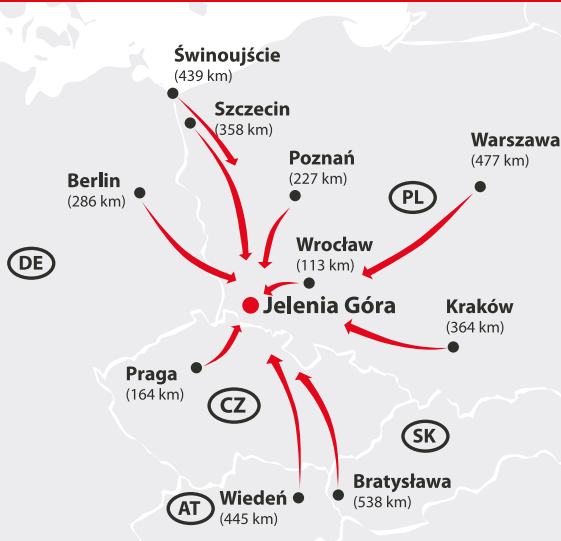 Świnoujście
(439 km)
Szczecin
(358 km)
Poznań
(227 km)
Warszawa
(477 km)
Berlin
(286 km)
PL
Wrocław
(113 km)
DE
Jelenia Góra
Kraków
(364 km)
Praga
(164 km)
CZ
SK
Bratysława
(538 km)
AT
Wiedeń
(445 km)